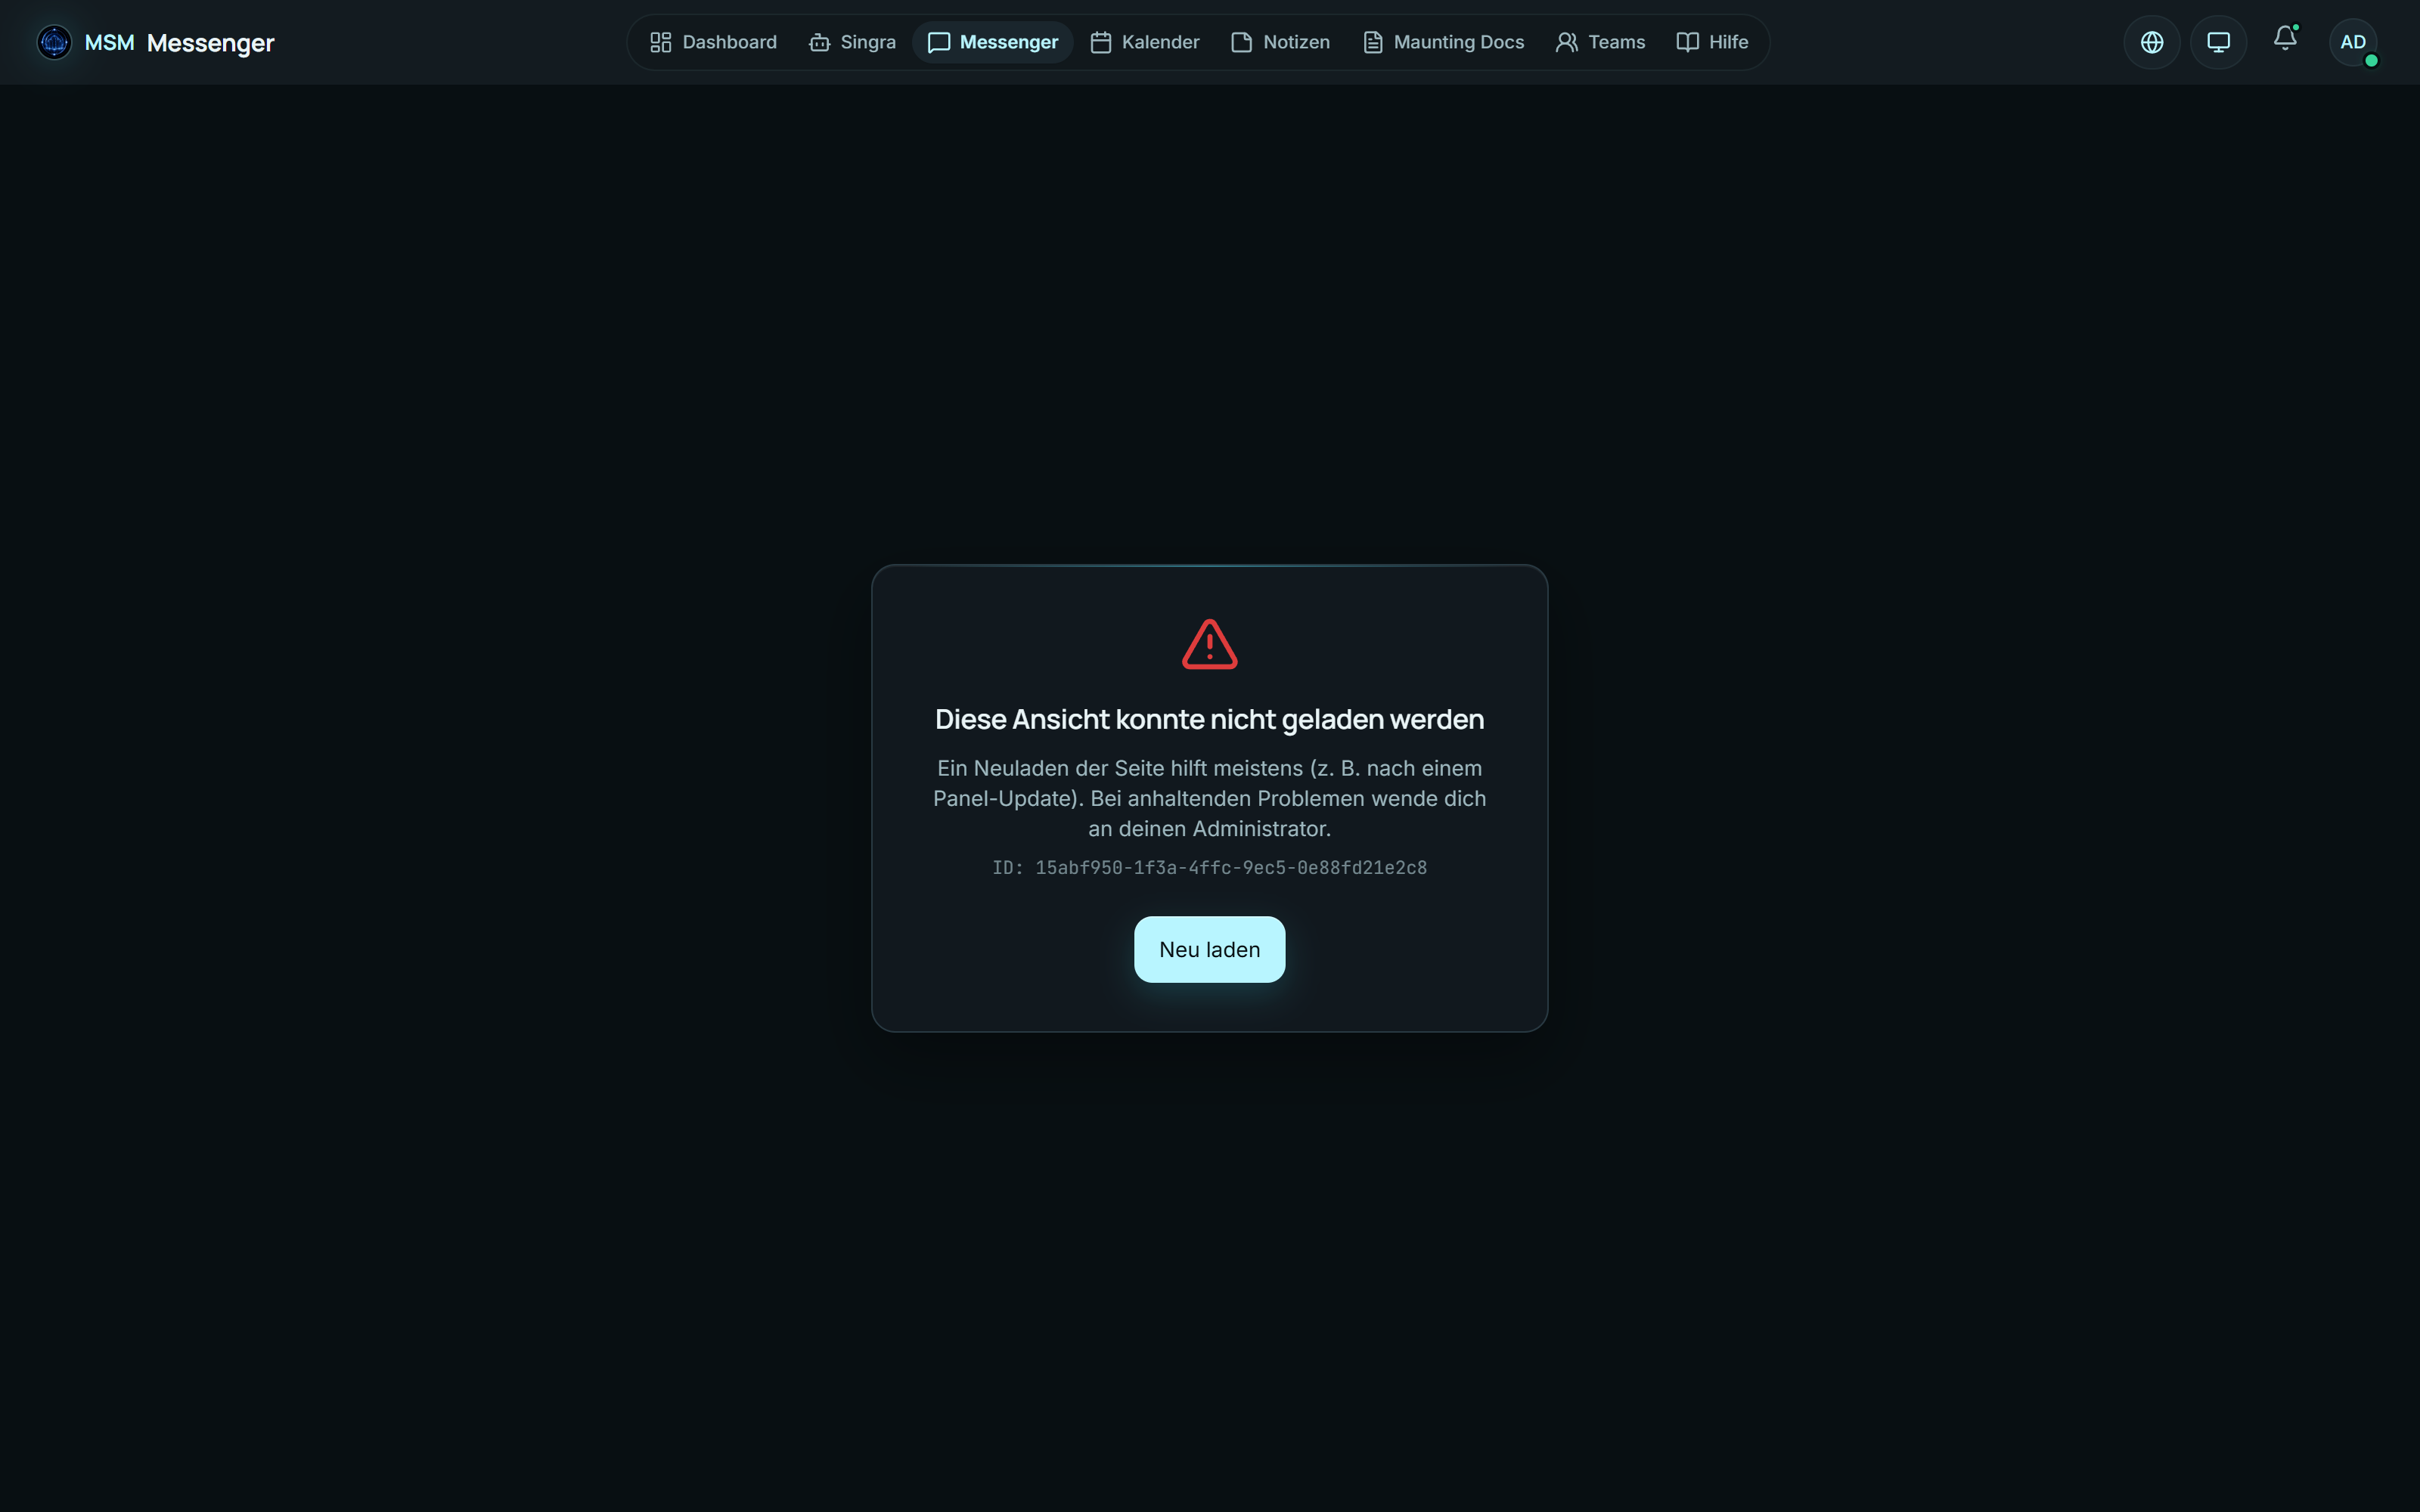 MSM Messenger
Dashboard Singra Messenger Kalender Notizen Maunting Docs Teams Hilfe
AD
Diese Ansicht konnte nicht geladen werden
Ein Neuladen der Seite hilft meistens (z. B. nach einem
Panel-Update). Bei anhaltenden Problemen wende dich
an deinen Administrator.
ID: 15abf950-1f3a-4ffc-9ec5-0e88fd21e2c8
Neu laden